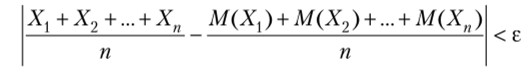 |(X₁ + X₂ + ... + Xₙ)/n − (M(X₁) + M(X₂) + ... + M(Xₙ))/n| < ε